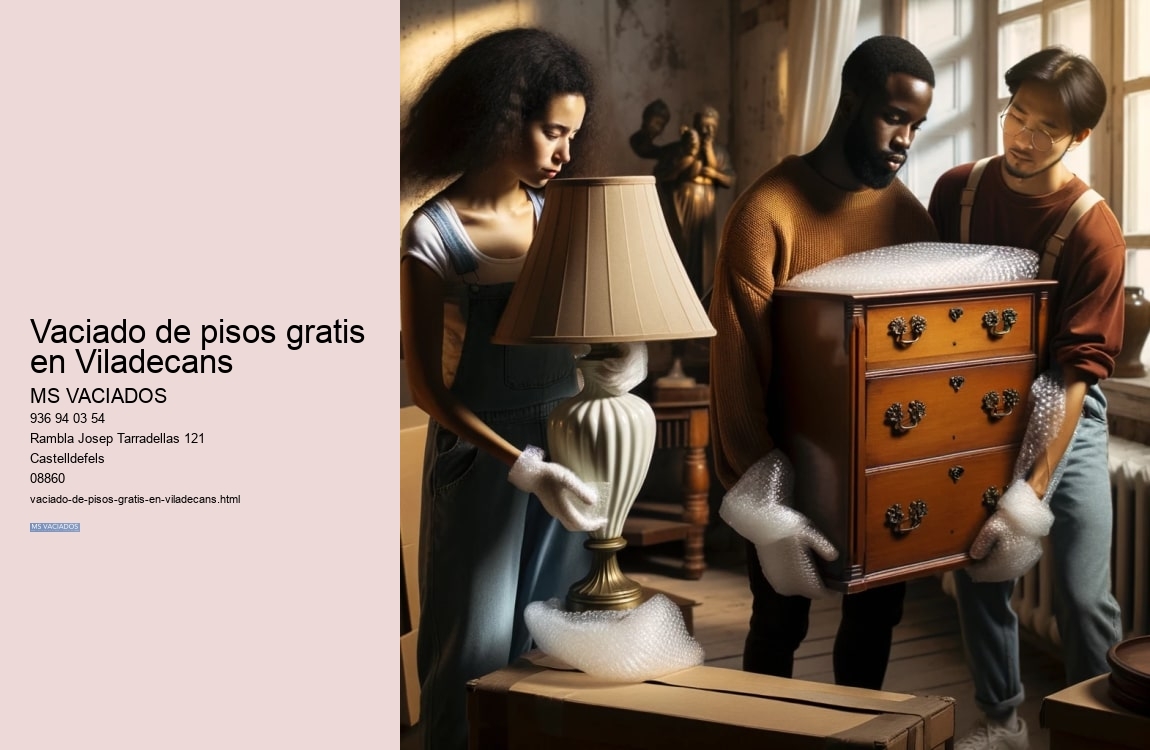 Vaciado de pisos gratis
en Viladecans
MS VACIADOS
936 94 03 54
Rambla Josep Tarradellas 121
Castelldefels
08860
vaciado-de-pisos-gratis-en-viladecans.html
MS VACIADOS